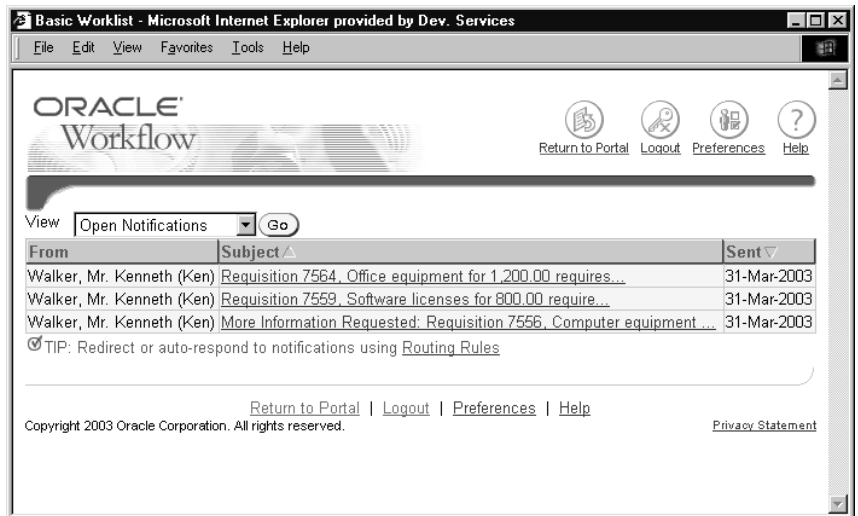 Basic Worklist - Microsoft Internet Explorer provided by Dev. Services
File Edit View Favorites Tools Help
ORACLE
Workflow
Return to Portal Logout Preferences Help
View Open Notifications Go
From Subject Sent
Walker, Mr. Kenneth (Ken) Requisition 7564, Office equipment for 1,200.00 requires... 31-Mar-2003
Walker, Mr. Kenneth (Ken) Requisition 7559, Software licenses for 800.00 require... 31-Mar-2003
Walker, Mr. Kenneth (Ken) More Information Requested: Requisition 7556, Computer equipment ... 31-Mar-2003
TIP: Redirect or auto-respond to notifications using Routing Rules
Return to Portal | Logout | Preferences | Help
Copyright 2003 Oracle Corporation. All rights reserved. Privacy Statement